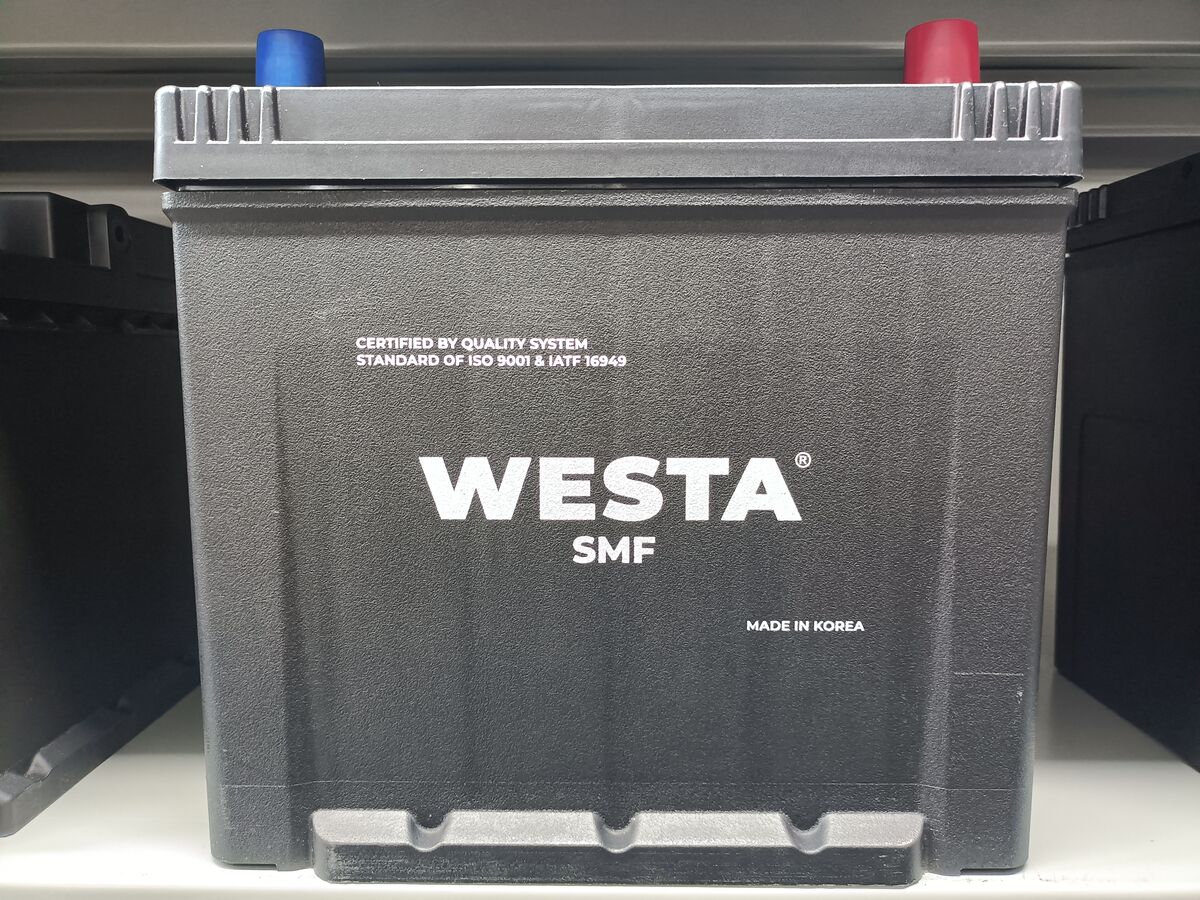 CERTIFIED BY QUALITY SYSTEM
STANDARD OF ISO 9001 & IATF 16949
WESTA®
SMF
MADE IN KOREA